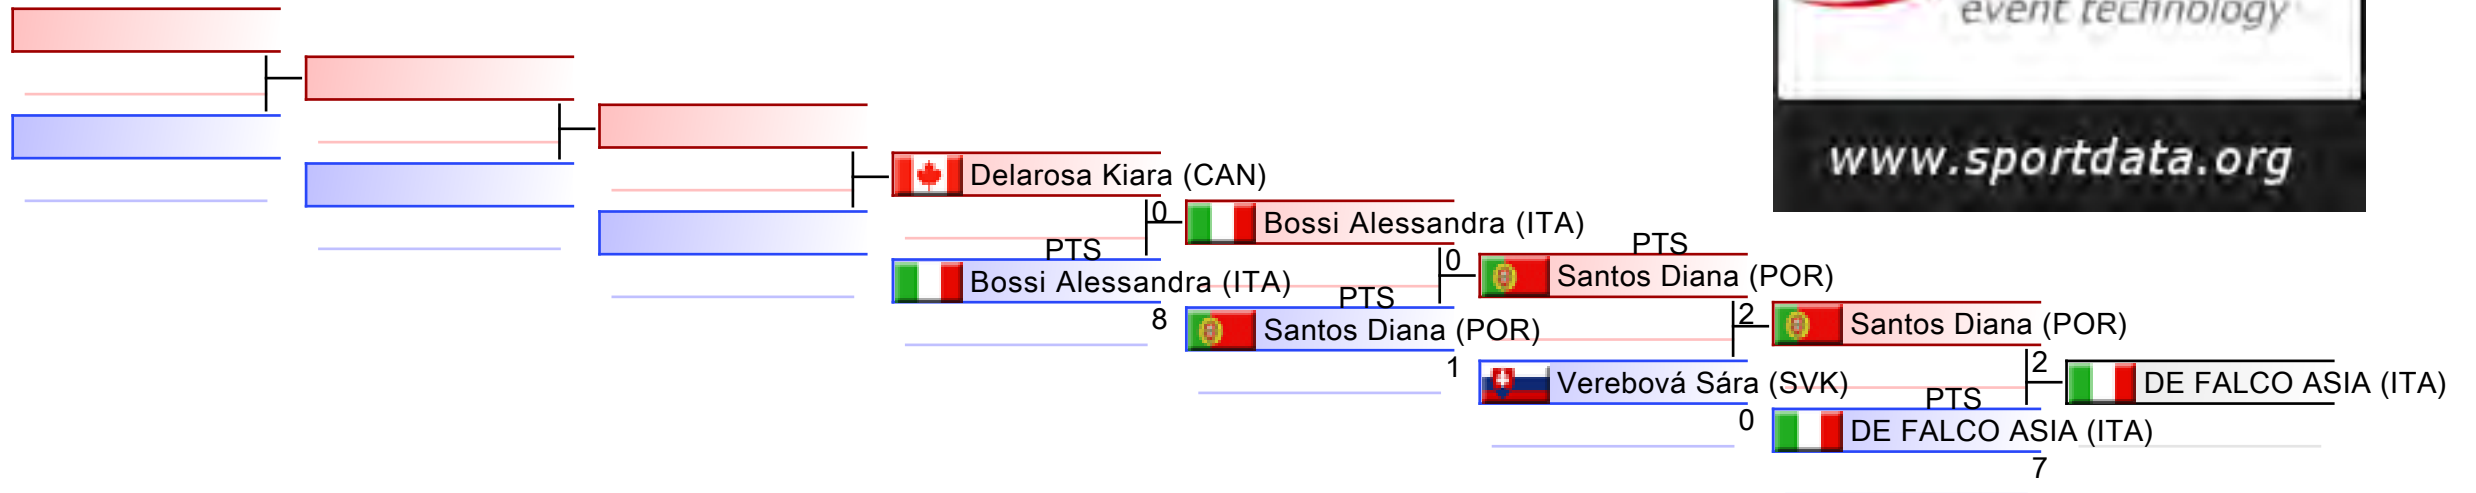 event technology
www.sportdata.org
Delarosa Kiara (CAN)
0
Bossi Alessandra (ITA)
PTS
PTS
0
Bossi Alessandra (ITA)
Santos Diana (POR)
PTS
8
Santos Diana (POR)
2
Santos Diana (POR)
1
Verebová Sára (SVK)
2
DE FALCO ASIA (ITA)
PTS
0
DE FALCO ASIA (ITA)
7